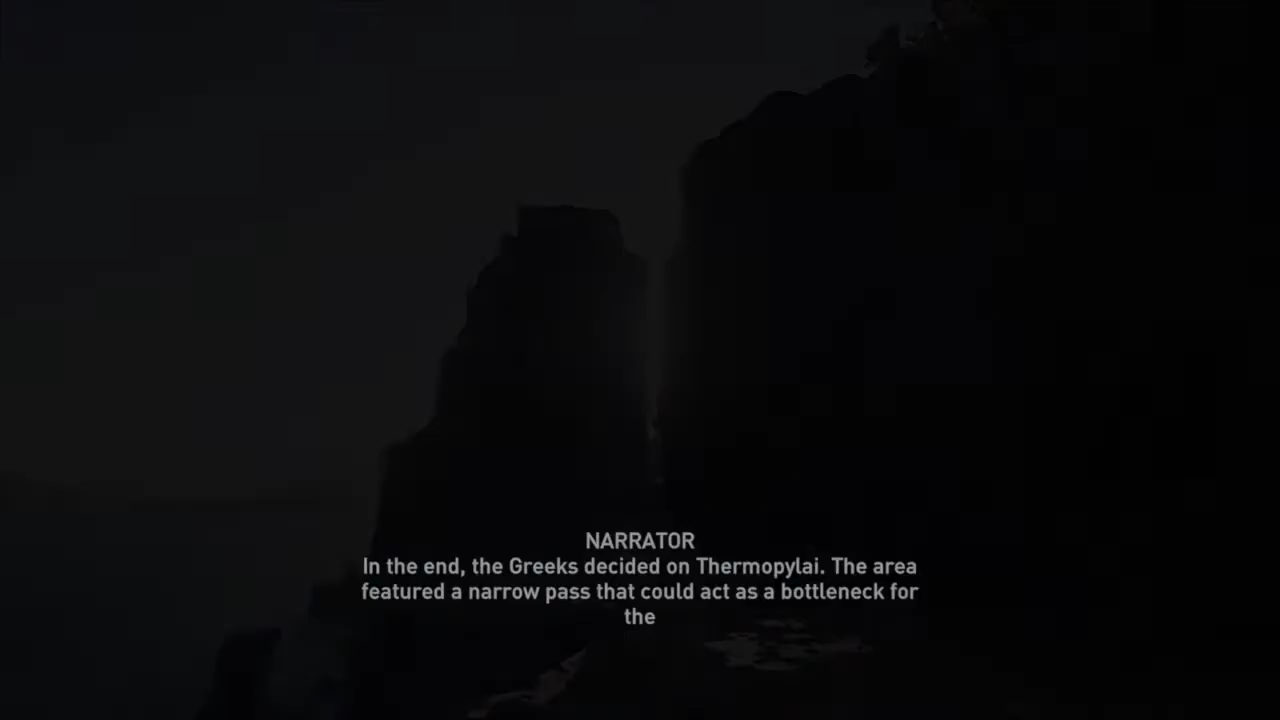 NARRATOR
In the end, the Greeks decided on Thermopylai. The area
featured a narrow pass that could act as a bottleneck for
the